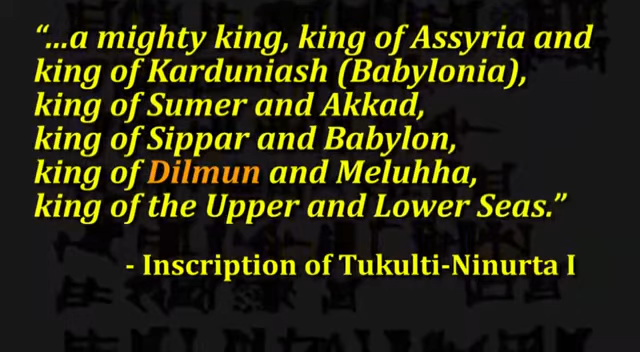 “...a mighty king, king of Assyria and
king of Karduniash (Babylonia),
king of Sumer and Akkad,
king of Sippar and Babylon,
king of Dilmun and Meluhha,
king of the Upper and Lower Seas.”
- Inscription of Tukulti-Ninurta I